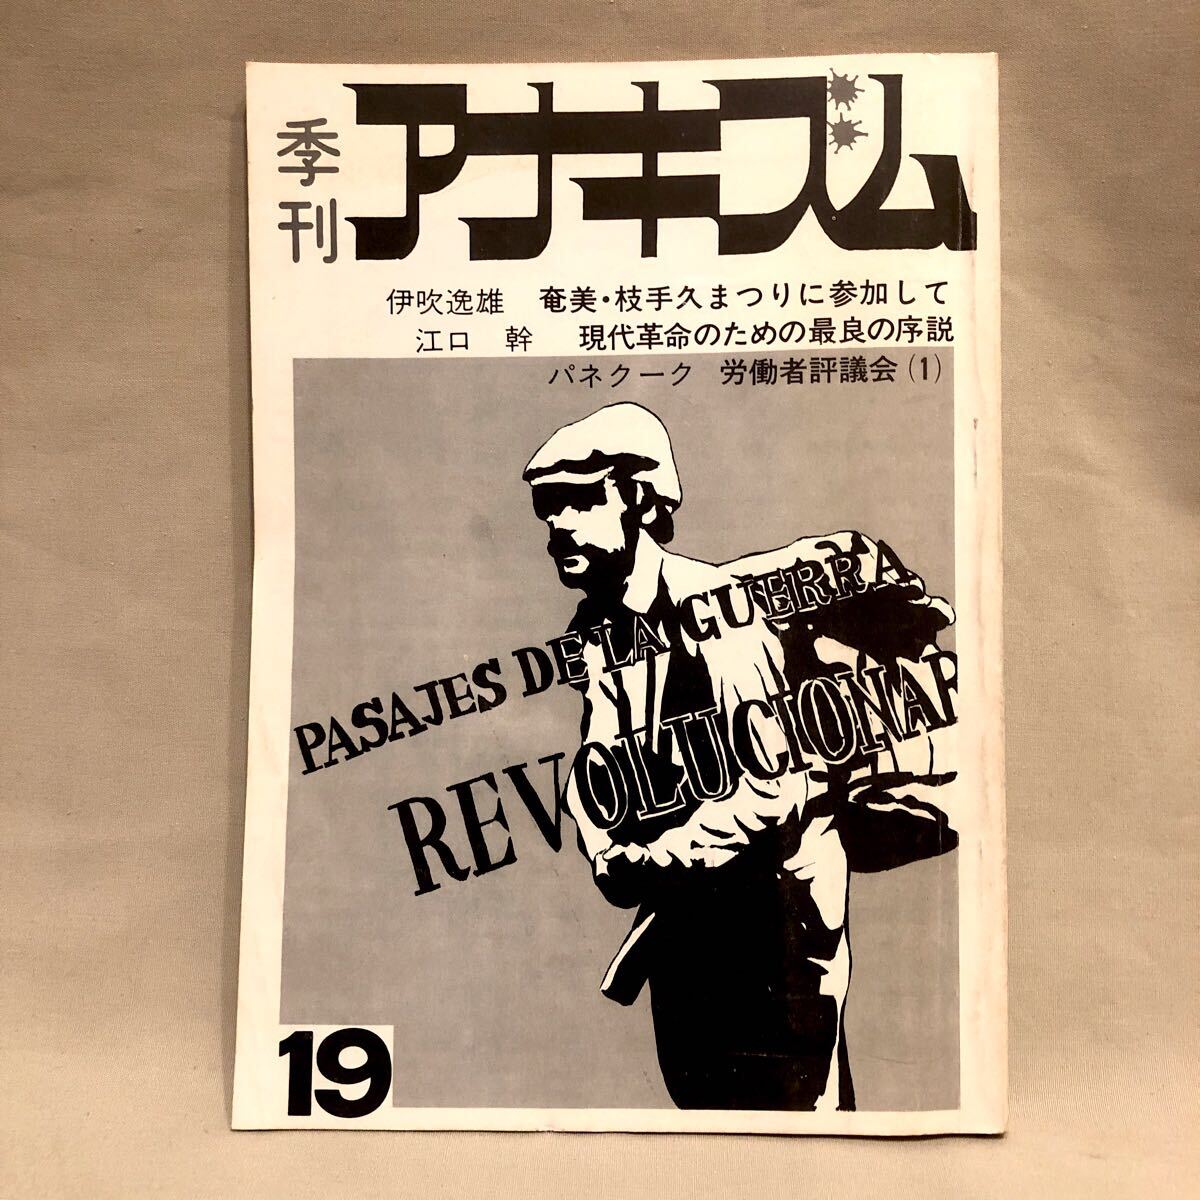 季刊
アナキズム
伊吹逸雄 奄美・枝手久まつりに参加して
江口 幹 現代革命のための最良の序説
パネクーク 労働者評議会(1)
PASAJES DE LA GUERRA
REVOLUCIONAR
19